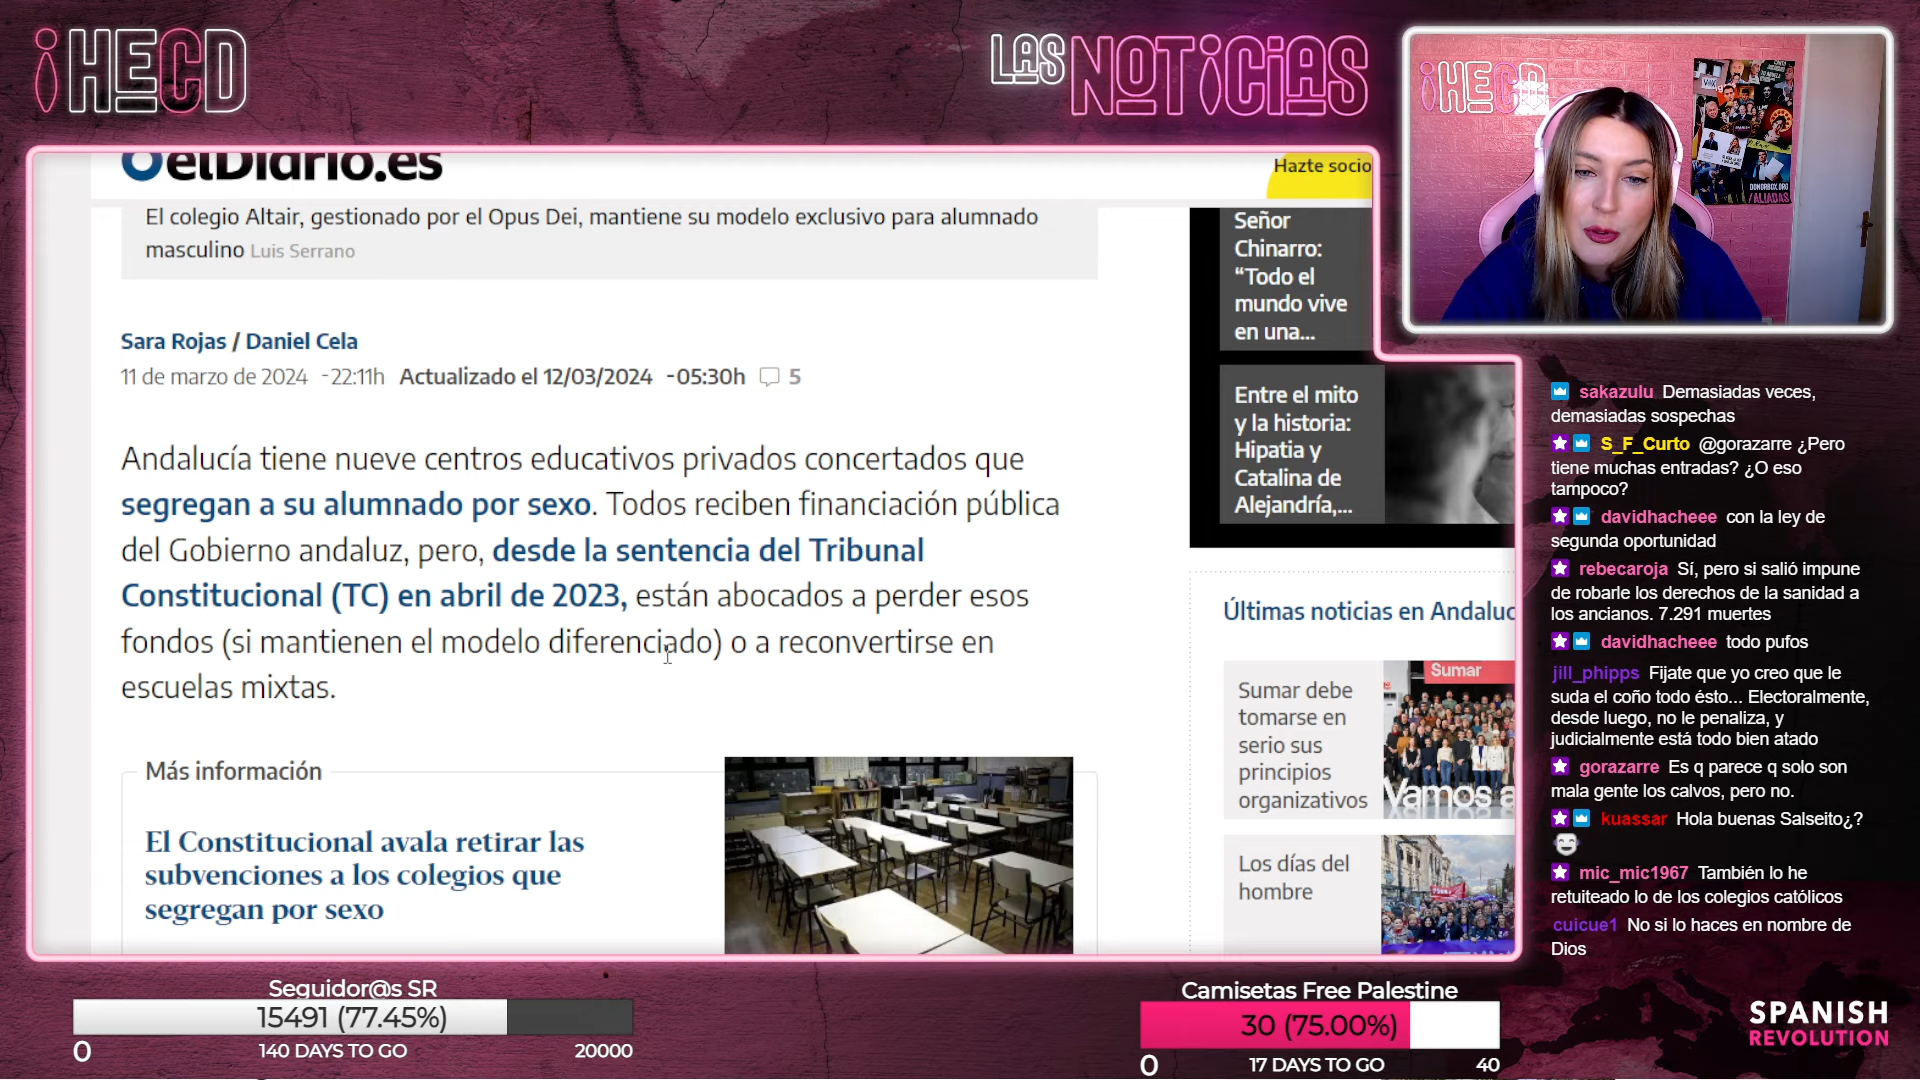 ¡HECD
LAS NOTICIAS
¡HECD
elDiario.es
Hazte socio
El colegio Altair, gestionado por el Opus Dei, mantiene su modelo exclusivo para alumnado
masculino Luis Serrano
Sara Rojas / Daniel Cela
11 de marzo de 2024 -22:11h Actualizado el 12/03/2024 -05:30h 5
Andalucía tiene nueve centros educativos privados concertados que
segregan a su alumnado por sexo. Todos reciben financiación pública
del Gobierno andaluz, pero, desde la sentencia del Tribunal
Constitucional (TC) en abril de 2023, están abocados a perder esos
fondos (si mantienen el modelo diferenciado) o a reconvertirse en
escuelas mixtas.
Más información
El Constitucional avala retirar las
subvenciones a los colegios que
segregan por sexo
Señor
Chinarro:
“Todo el
mundo vive
en una...
Entre el mito
y la historia:
Hipatia y
Catalina de
Alejandría,...
Últimas noticias en Andaluc
Sumar debe
tomarse en
serio sus
principios
organizativos
Sumar
Vamos a
Los días del
hombre
DONORBOX.ORG
/ALIADAS
sakazulu Demasiadas veces,
demasiadas sospechas
S_F_Curto @gorazarre ¿Pero
tiene muchas entradas? ¿O eso
tampoco?
davidhacheee con la ley de
segunda oportunidad
rebecaroja Sí, pero si salió impune
de robarle los derechos de la sanidad a
los ancianos. 7.291 muertes
davidhacheee todo pufos
jill_phipps Fijate que yo creo que le
suda el coño todo ésto... Electoralmente,
desde luego, no le penaliza, y
judicialmente está todo bien atado
gorazarre Es q parece q solo son
mala gente los calvos, pero no.
kuassar Hola buenas Salseito¿?
mic_mic1967 También lo he
retuiteado lo de los colegios católicos
cuicue1 No si lo haces en nombre de
Dios
Seguidor@s SR
15491 (77.45%)
0 140 DAYS TO GO 20000
Camisetas Free Palestine
30 (75.00%)
0 17 DAYS TO GO 40
SPANISH
REVOLUTION